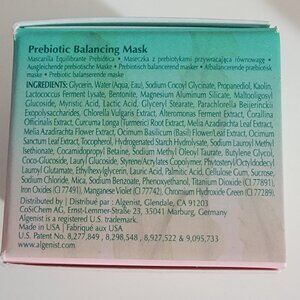 Prebiotic Balancing Mask
Mascarilla Equilibrante Prebiótica • Maseczka z prebiotykami przywracająca równowagę •
Ausgleichende prebiotische Maske • Prebiotisch balancerend masker • Afbalancerende præbiotisk
maske • Prebiotic balanserende maske
INGREDIENTS: Glycerin, Water (Aqua, Eau), Sodium Cocoyl Glycinate, Propanediol, Kaolin,
Lactococcus Ferment Lysate, Bentonite, Magnesium Aluminum Silicate, Maltooligosyl
Glucoside, Myristic Acid, Lactic Acid, Glyceryl Stearate, Parachlorella Beijerinckii
Exopolysaccharides, Chlorella Vulgaris Extract, Alteromonas Ferment Extract, Corallina
Officinalis Extract, Curcuma Longa (Turmeric) Root Extract, Melia Azadirachta Leaf Extract,
Melia Azadirachta Flower Extract, Ocimum Basilicum (Basil) Flower/Leaf Extract, Ocimum
Sanctum Leaf Extract, Tocopherol, Hydrogenated Starch Hydrolysate, Sodium Lauroyl Methyl
Isethionate, Cocamidopropyl Betaine, Sodium Methyl Oleoyl Taurate, Butylene Glycol,
Coco-Glucoside, Lauryl Glucoside, Styrene/Acrylates Copolymer, Phytosteryl/Octyldodecyl
Lauroyl Glutamate, Ethylhexylglycerin, Lauric Acid, Palmitic Acid, Cellulose Gum, Sucrose,
Sodium Chloride, Sodium Benzoate, Phenoxyethanol, Titanium Dioxide (CI 77891),
Iron Oxides (CI 77491), Manganese Violet (CI 77742), Chromium Hydroxide Green (CI 77289).
Distributed by | Distribué par : Algenist, Glendale, CA 91203
CoSiChem AG, Ernst-Lemmer-Straße 23, 35041 Marburg, Germany
Algenist is a registered U.S. trademark.
Made in USA | Fabriqué aux USA
U.S. Patent Nos. 8,277,849, 8,298,548, 8,927,522 & 9,095,733